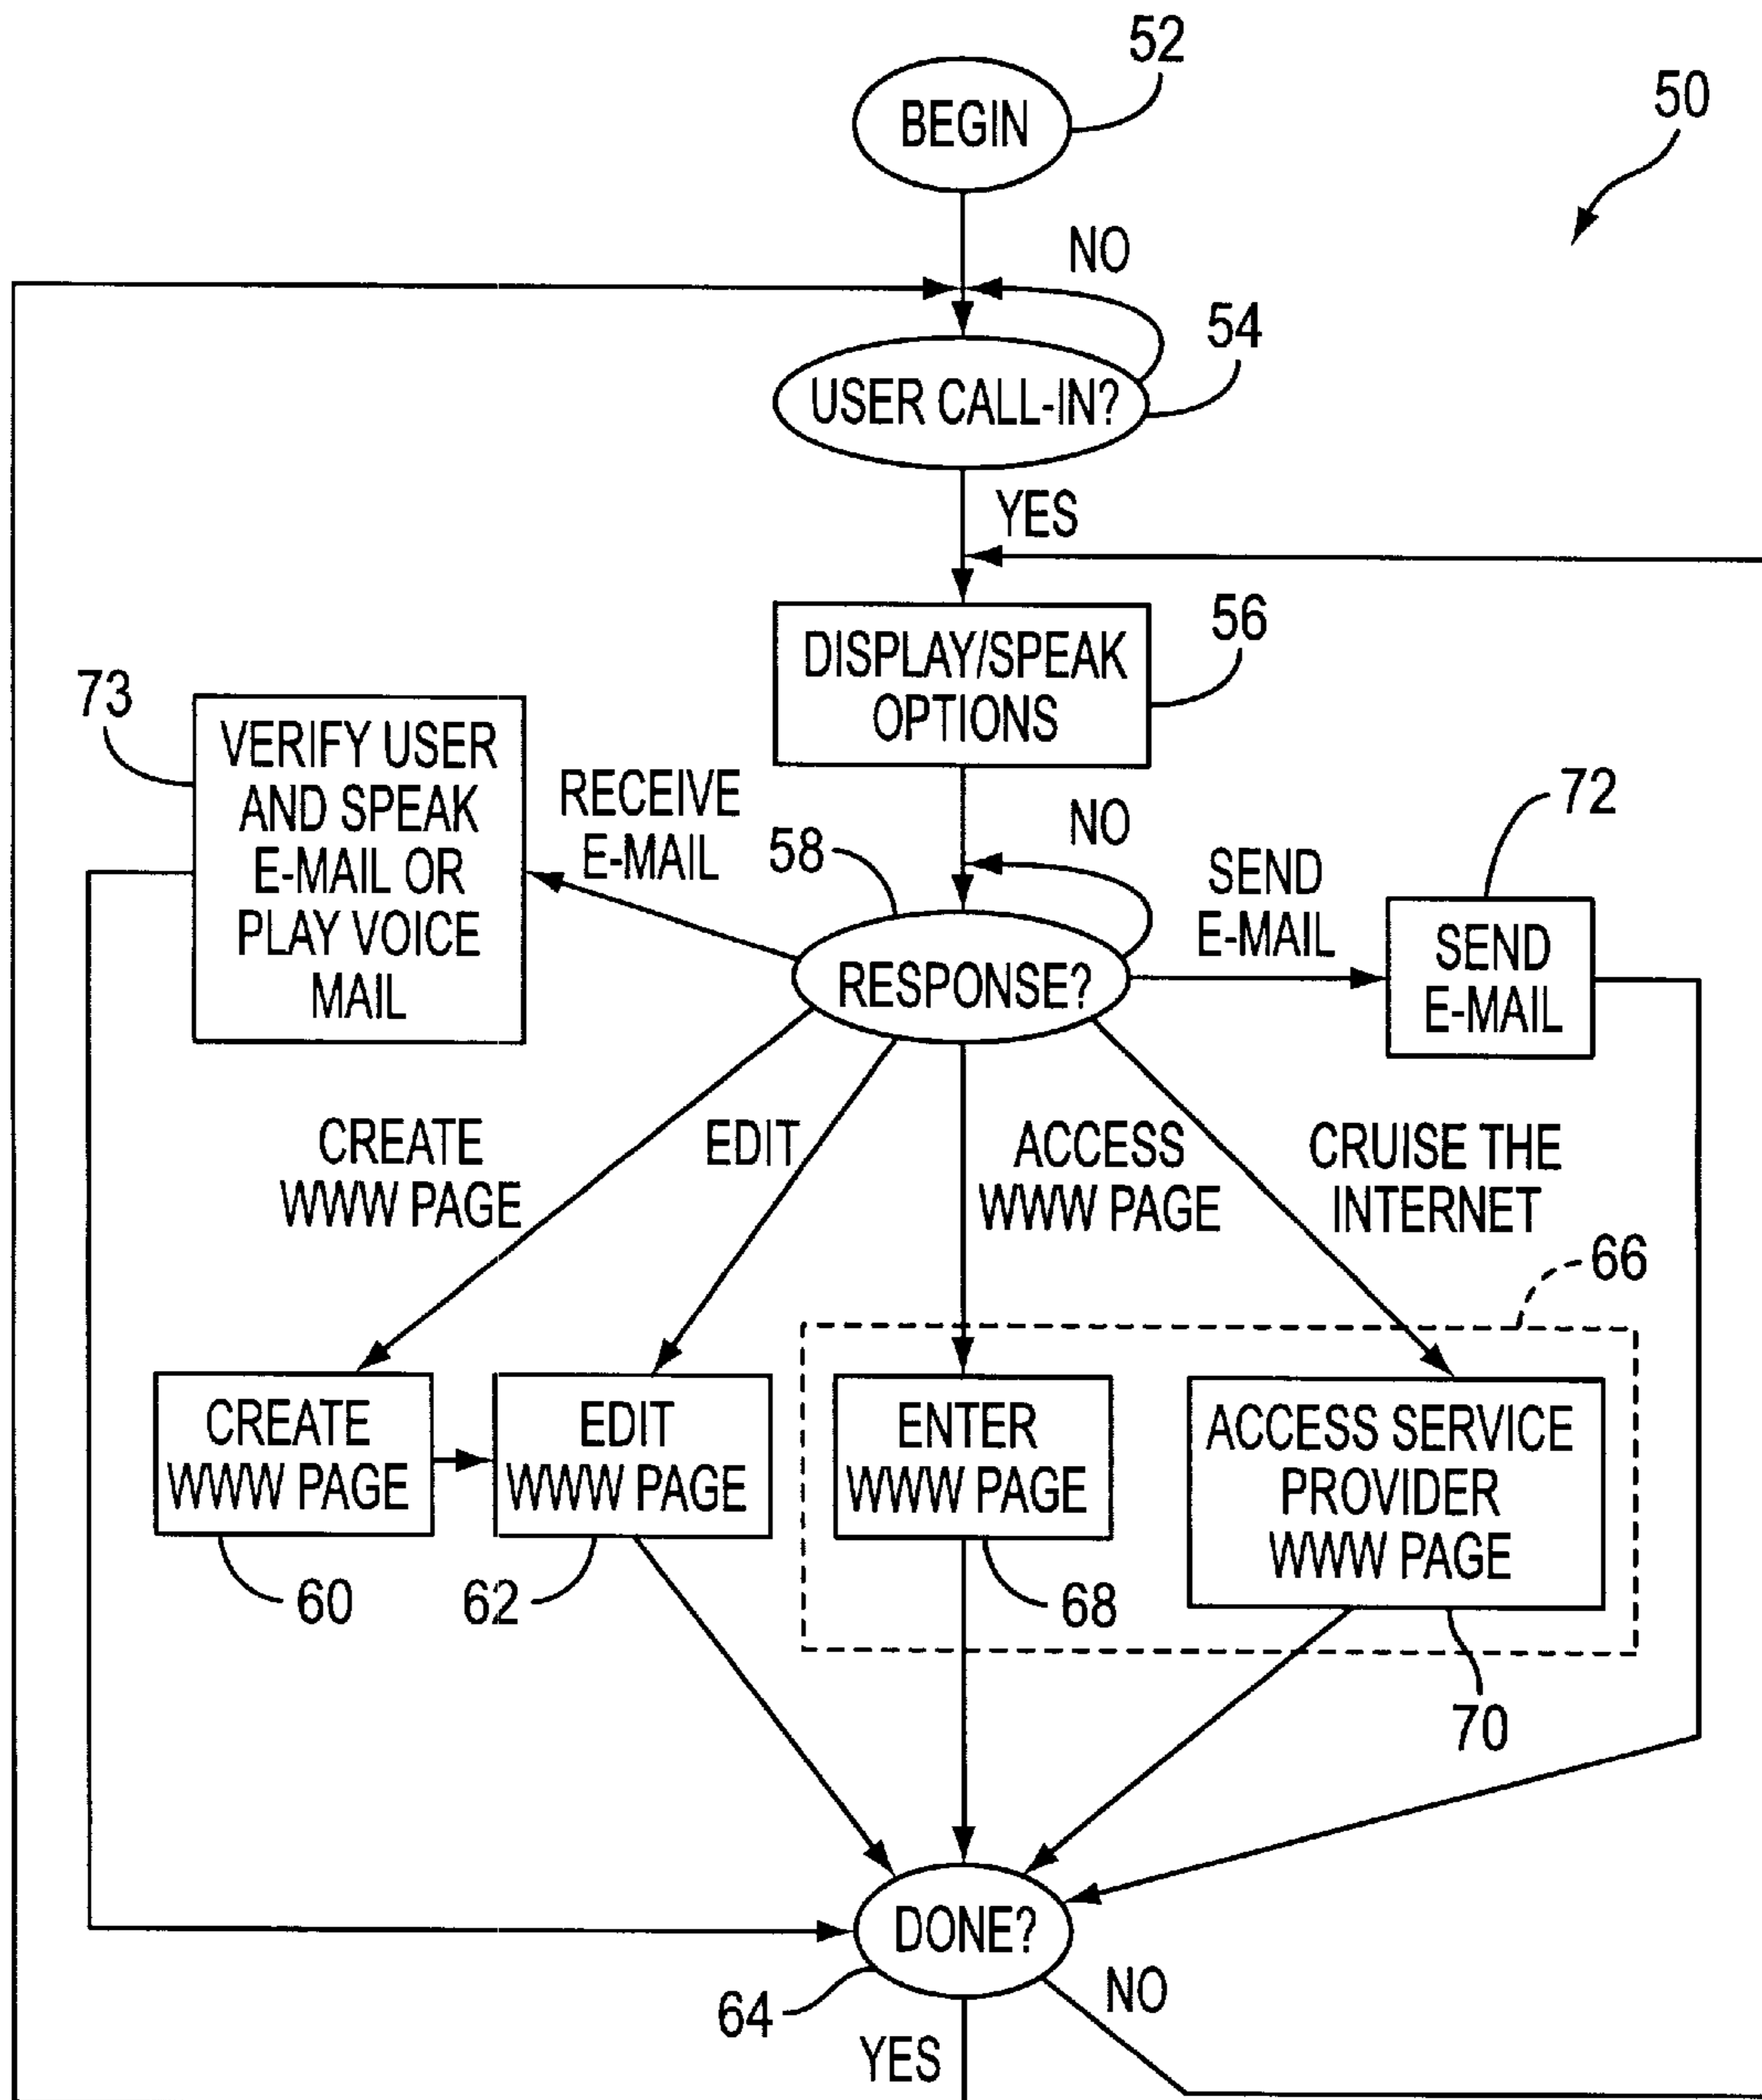 52
BEGIN
50
NO
54
USER CALL-IN?
YES
56
DISPLAY/SPEAK
OPTIONS
73
VERIFY USER
AND SPEAK
E-MAIL OR
PLAY VOICE
MAIL
RECEIVE
E-MAIL
NO
58
72
SEND
E-MAIL
RESPONSE?
SEND
E-MAIL
CREATE
WWW PAGE
EDIT
ACCESS
WWW PAGE
CRUISE THE
INTERNET
66
CREATE
WWW PAGE
EDIT
WWW PAGE
ENTER
WWW PAGE
ACCESS SERVICE
PROVIDER
WWW PAGE
60
62
68
70
DONE?
64
NO
YES